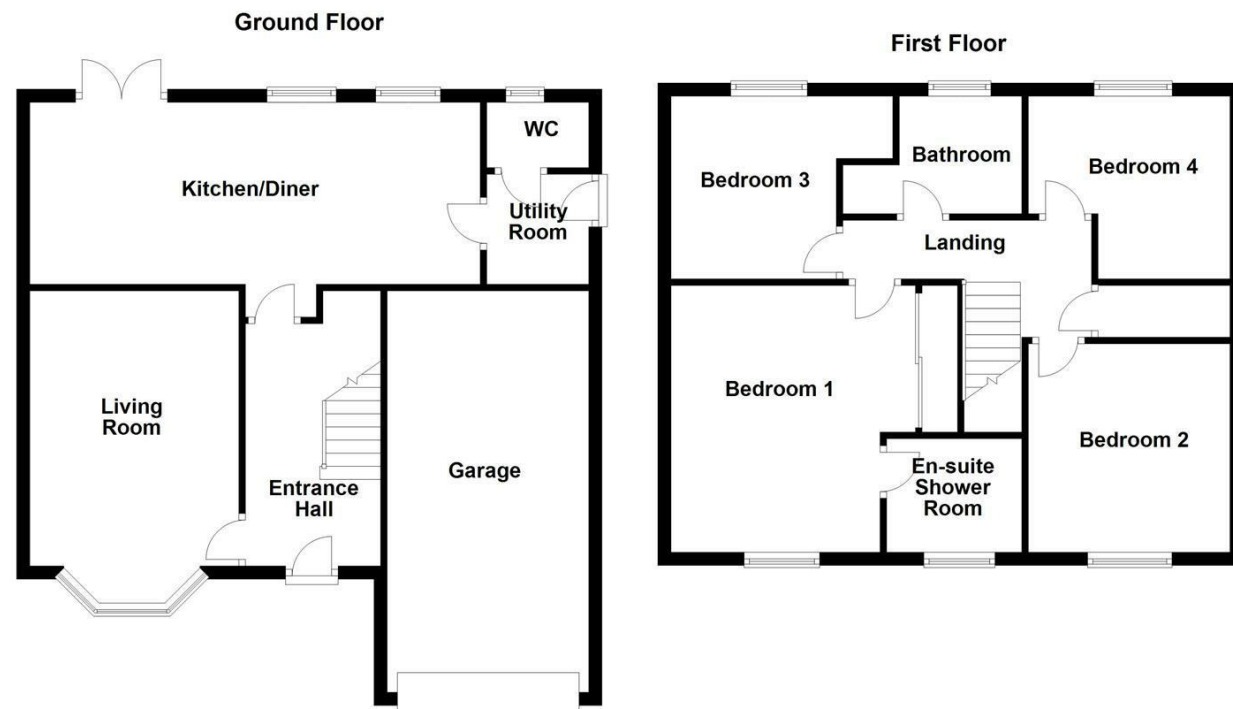 Ground Floor
WC
Kitchen/Diner
Utility
Room
Living
Room
Garage
Entrance
Hall
First Floor
Bedroom 3
Bathroom
Bedroom 4
Landing
Bedroom 1
Bedroom 2
En-suite
Shower
Room